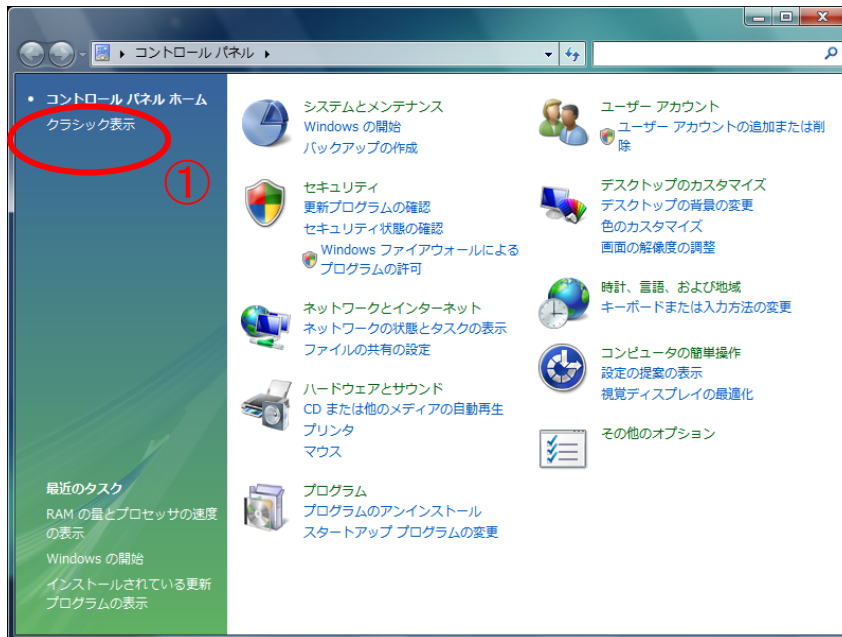 コントロール パネル
コントロール パネル ホーム
クラシック表示
①
最近のタスク
RAM の量とプロセッサの速度
の表示
Windows の開始
インストールされている更新
プログラムの表示
システムとメンテナンス
Windows の開始
バックアップの作成
セキュリティ
更新プログラムの確認
セキュリティ状態の確認
Windows ファイアウォールによる
プログラムの許可
ネットワークとインターネット
ネットワークの状態とタスクの表示
ファイルの共有の設定
ハードウェアとサウンド
CD または他のメディアの自動再生
プリンタ
マウス
プログラム
プログラムのアンインストール
スタートアップ プログラムの変更
ユーザー アカウント
ユーザー アカウントの追加または削
除
デスクトップのカスタマイズ
デスクトップの背景の変更
色のカスタマイズ
画面の解像度の調整
時計、言語、および地域
キーボードまたは入力方法の変更
コンピュータの簡単操作
設定の提案の表示
視覚ディスプレイの最適化
その他のオプション